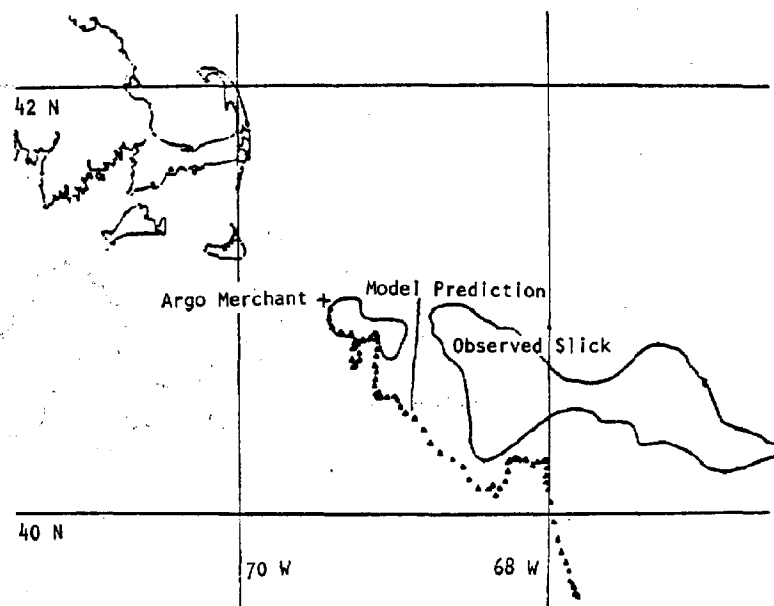 42 N
Argo Merchant
Model Prediction
Observed Slick
40 N
70 W
68 W